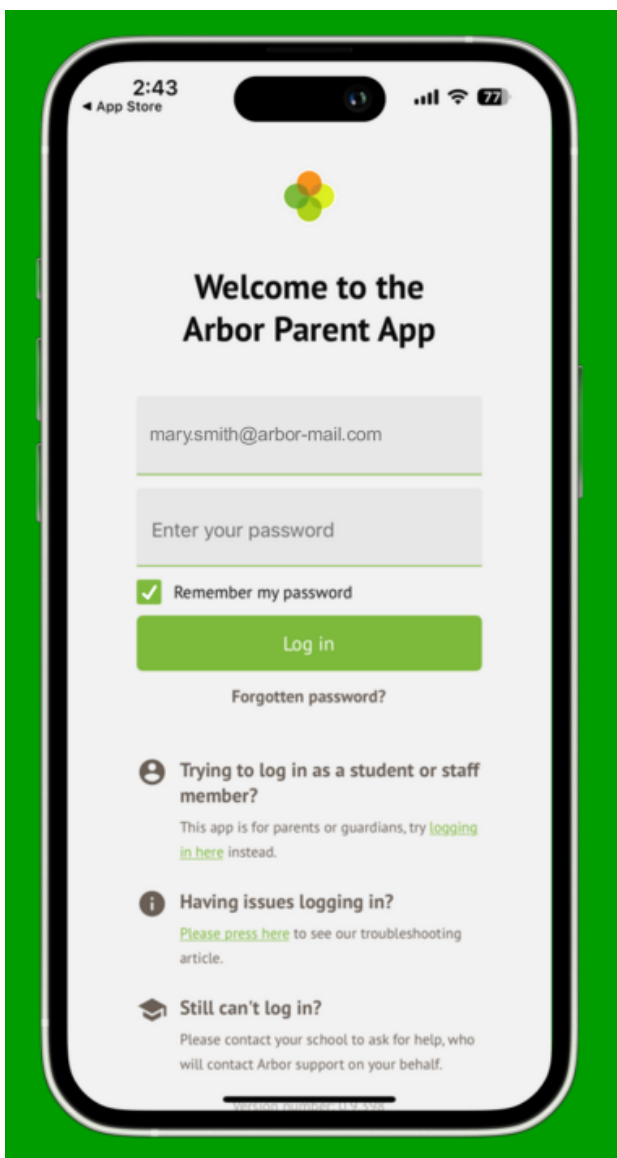 2:43
App Store
77
Welcome to the
Arbor Parent App
mary.smith@arbor-mail.com
Enter your password
Remember my password
Log in
Forgotten password?
Trying to log in as a student or staff
member?
This app is for parents or guardians, try logging
in here instead.
Having issues logging in?
Please press here to see our troubleshooting
article.
Still can't log in?
Please contact your school to ask for help, who
will contact Arbor support on your behalf.
Version number: